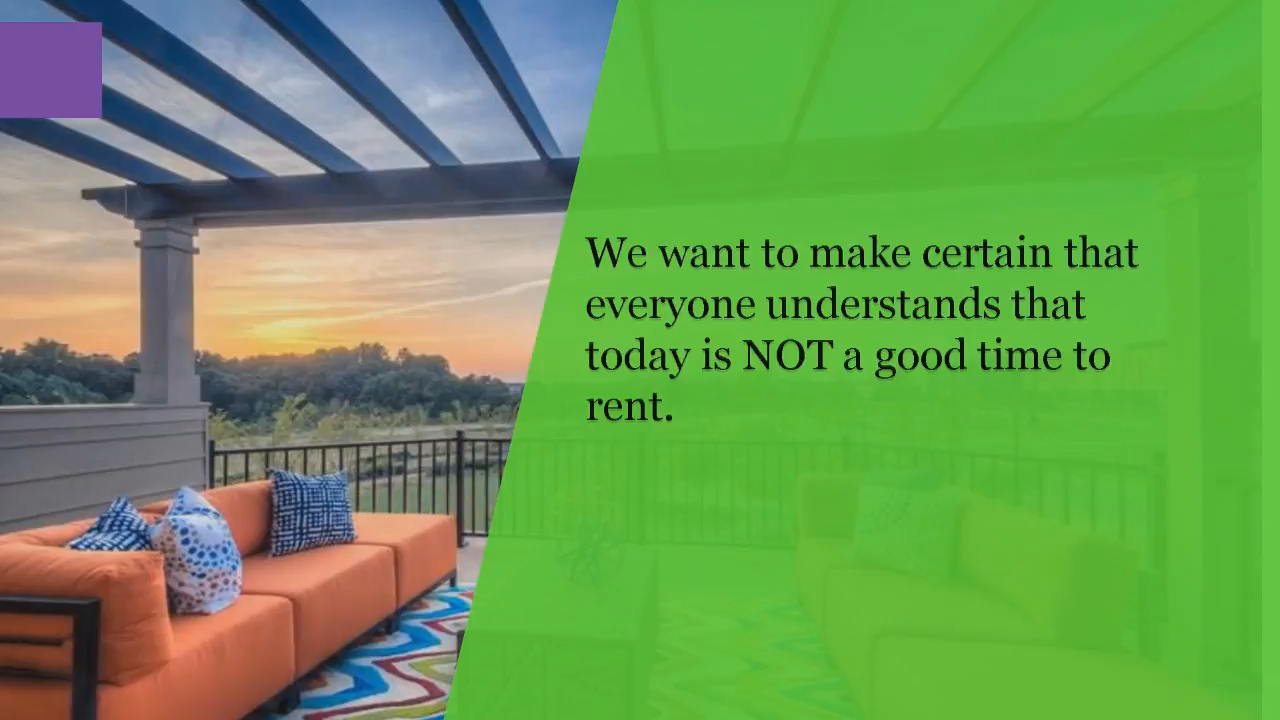 We want to make certain that
everyone understands that
today is NOT a good time to
rent.